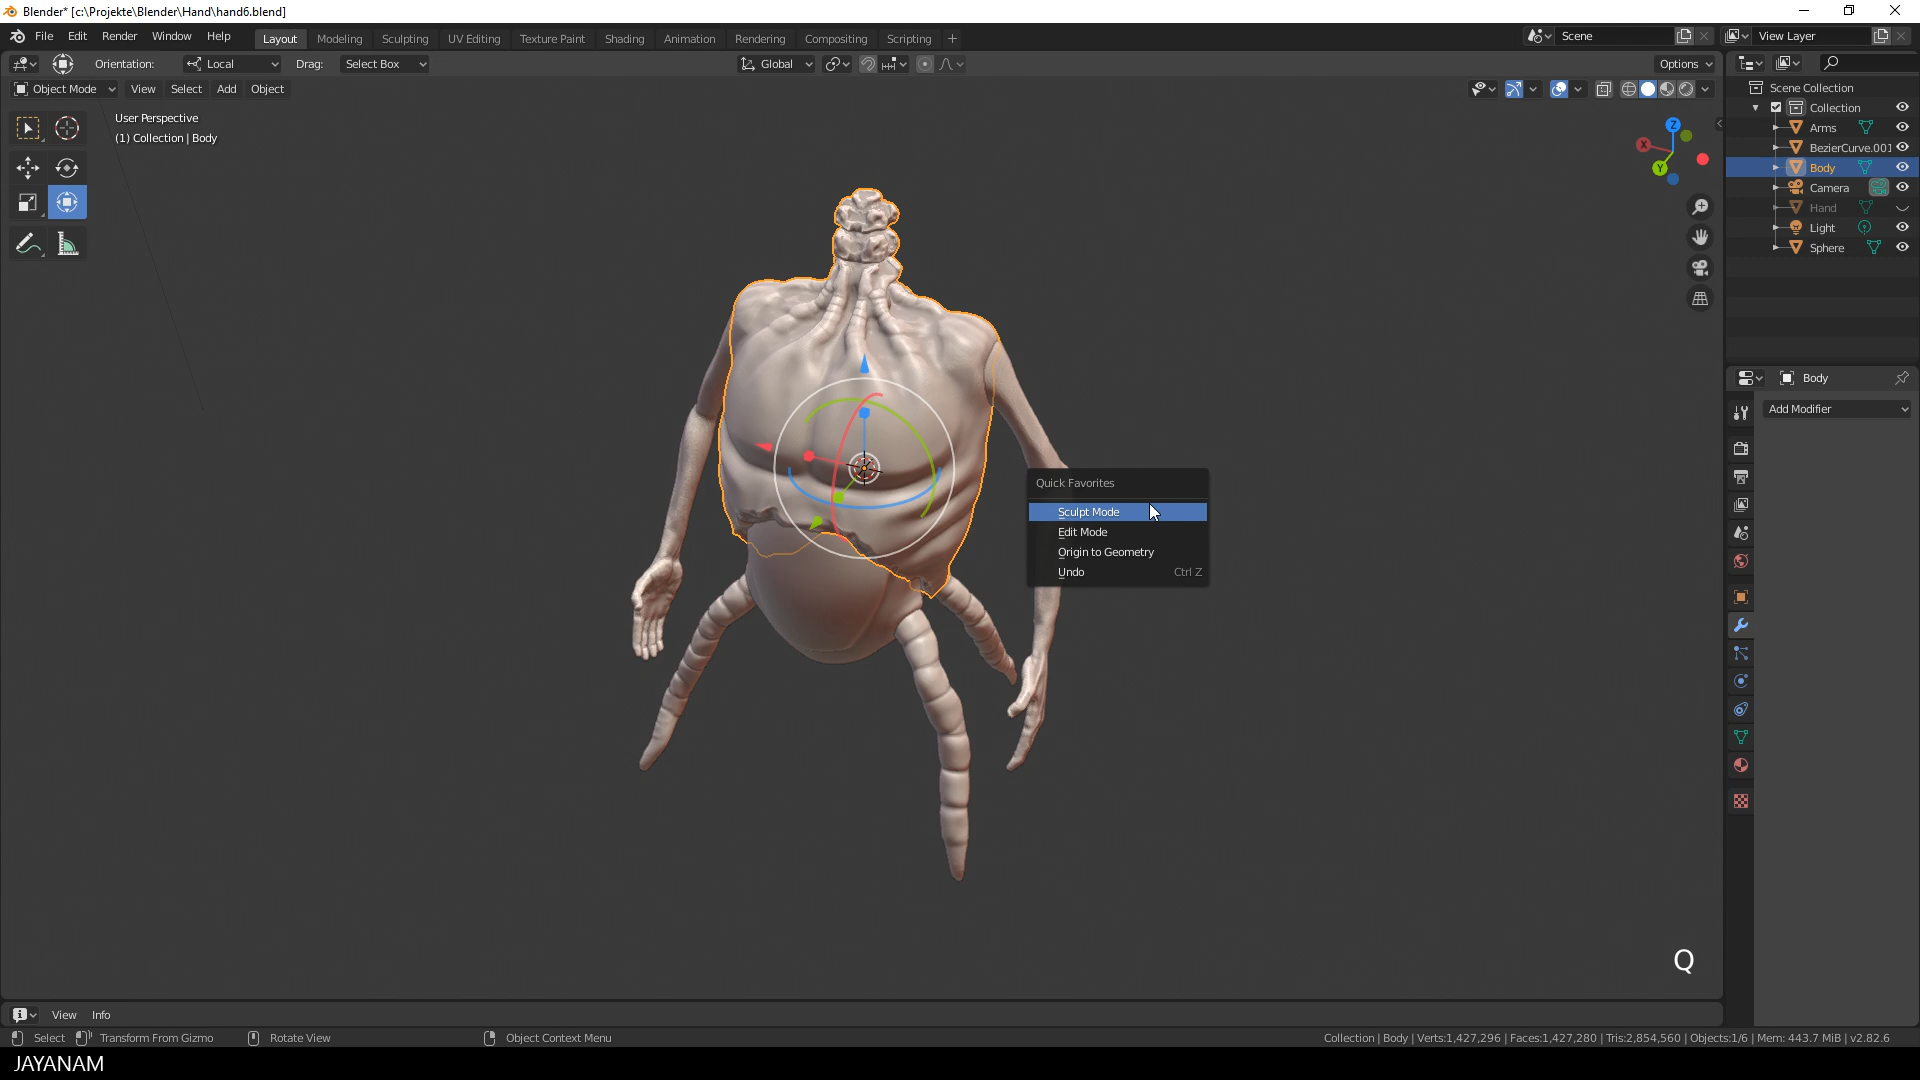 Blender* [c:\Projekte\Blender\Hand\hand6.blend]
File Edit Render Window Help Layout Modeling Sculpting UV Editing Texture Paint Shading Animation Rendering Compositing Scripting + Scene View Layer
Orientation: Local Drag: Select Box Global Options
Object Mode View Select Add Object
User Perspective
(1) Collection | Body
Scene Collection
Collection
Arms
BezierCurve.001
Body
Camera
Hand
Light
Sphere
Z
X
Y
Body
Add Modifier
Quick Favorites
Sculpt Mode
Edit Mode
Origin to Geometry
Undo Ctrl Z
Q
View Info
Select Transform From Gizmo Rotate View Object Context Menu Collection | Body | Verts:1,427,296 | Faces:1,427,280 | Tris:2,854,560 | Objects:1/6 | Mem: 443.7 MiB | v2.82.6
JAYANAM